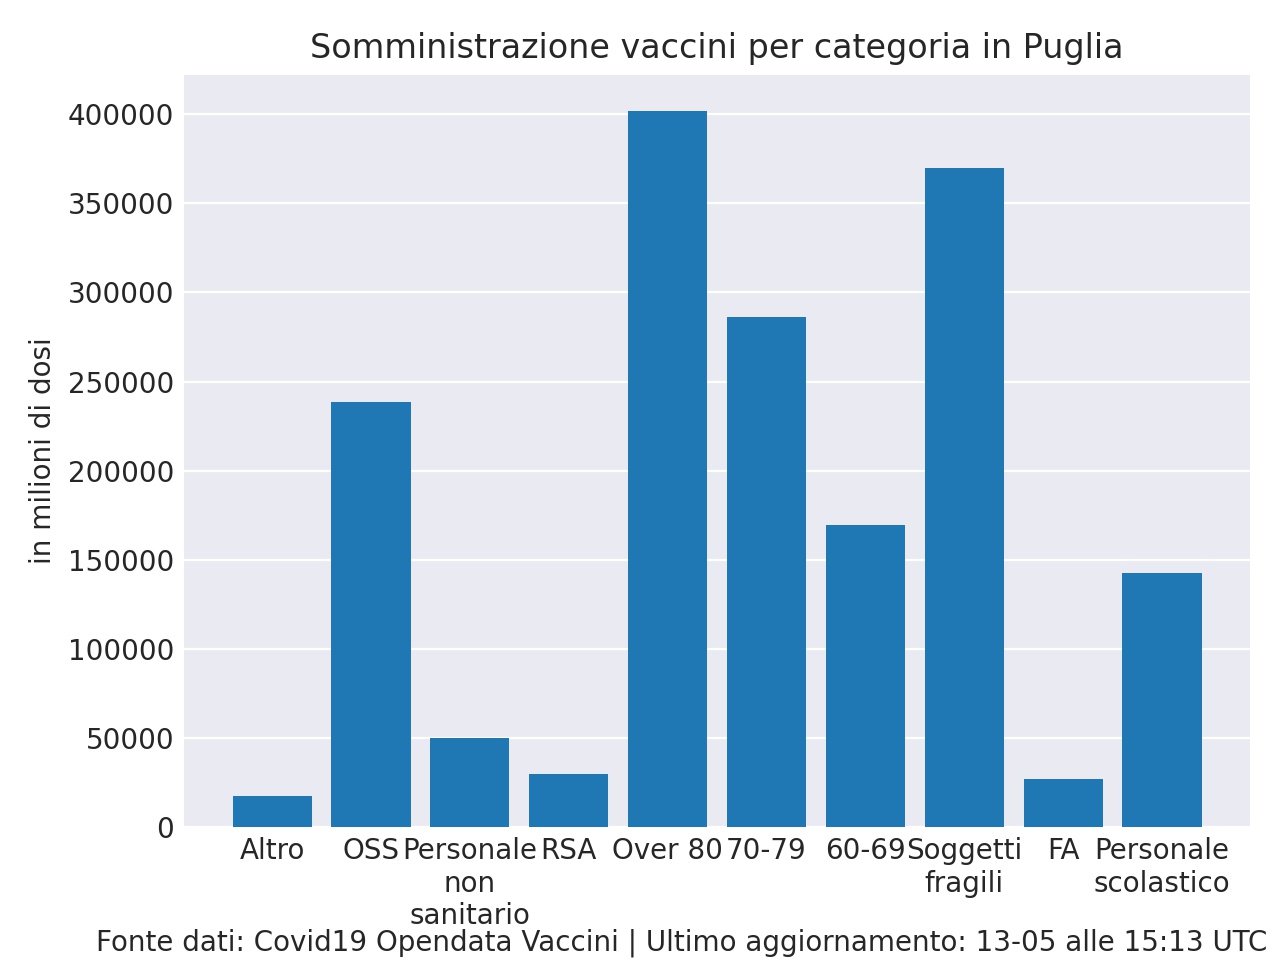 Somministrazione vaccini per categoria in Puglia
in milioni di dosi
400000
350000
300000
250000
200000
150000
100000
50000
0
Altro
OSS
Personale
non
sanitario
RSA
Over 80
70-79
60-69
Soggetti
fragili
FA
Personale
scolastico
Fonte dati: Covid19 Opendata Vaccini | Ultimo aggiornamento: 13-05 alle 15:13 UTC